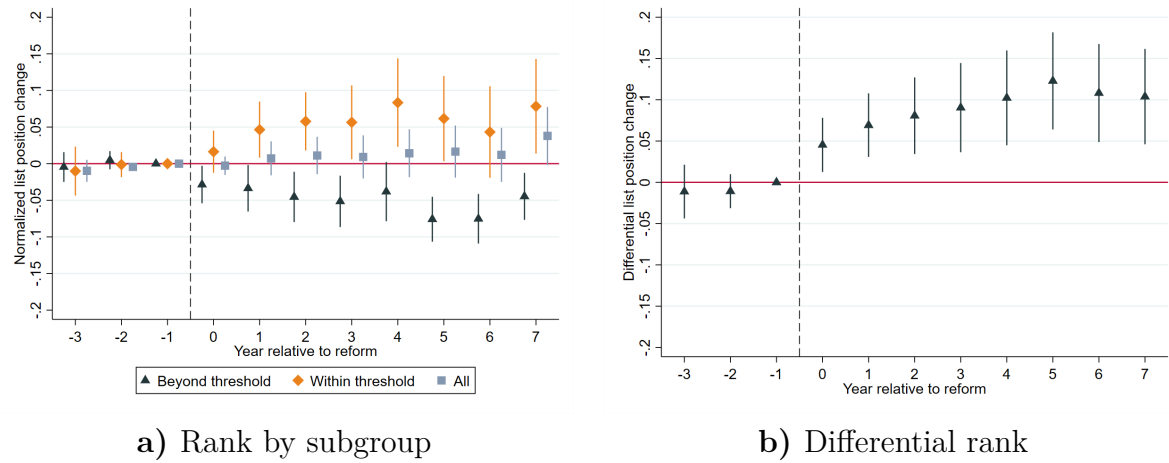 Normalized list position change
.2
.15
.1
.05
0
-.05
-.1
-.15
-.2
-3 -2 -1 0 1 2 3 4 5 6 7
Year relative to reform
Beyond threshold Within threshold All
a) Rank by subgroup
Differential list position change
.2
.15
.1
.05
0
-.05
-.1
-.15
-.2
-3 -2 -1 0 1 2 3 4 5 6 7
Year relative to reform
b) Differential rank